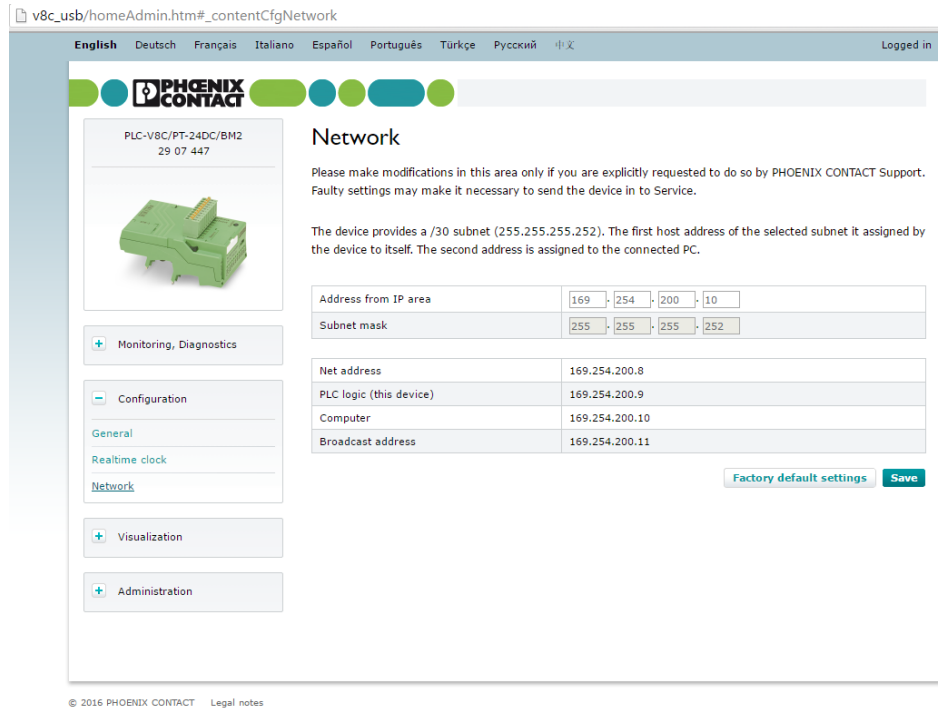 v8c_usb/homeAdmin.htm#_contentCfgNetwork
English Deutsch Français Italiano Español Português Türkçe Русский 中文 Logged in
PHŒNIX
CONTACT
PLC-V8C/PT-24DC/BM2
29 07 447
Network
Please make modifications in this area only if you are explicitly requested to do so by PHOENIX CONTACT Support.
Faulty settings may make it necessary to send the device in to Service.
The device provides a /30 subnet (255.255.255.252). The first host address of the selected subnet it assigned by
the device to itself. The second address is assigned to the connected PC.
Address from IP area 169 . 254 . 200 . 10
Subnet mask 255 . 255 . 255 . 252
Net address 169.254.200.8
PLC logic (this device) 169.254.200.9
Computer 169.254.200.10
Broadcast address 169.254.200.11
Factory default settings Save
+ Monitoring, Diagnostics
− Configuration
General
Realtime clock
Network
+ Visualization
+ Administration
© 2016 PHOENIX CONTACT Legal notes